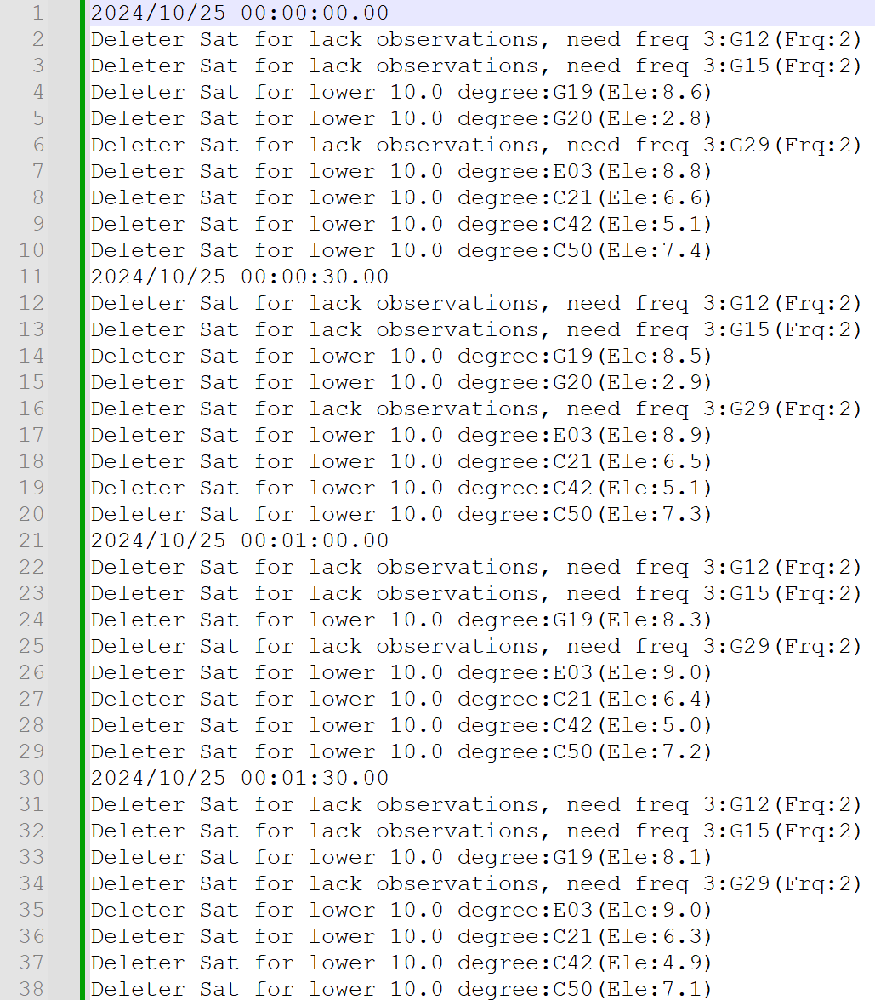 1 2024/10/25 00:00:00.00
2 Deleter Sat for lack observations, need freq 3:G12(Frq:2)
3 Deleter Sat for lack observations, need freq 3:G15(Frq:2)
4 Deleter Sat for lower 10.0 degree:G19(Ele:8.6)
5 Deleter Sat for lower 10.0 degree:G20(Ele:2.8)
6 Deleter Sat for lack observations, need freq 3:G29(Frq:2)
7 Deleter Sat for lower 10.0 degree:E03(Ele:8.8)
8 Deleter Sat for lower 10.0 degree:C21(Ele:6.6)
9 Deleter Sat for lower 10.0 degree:C42(Ele:5.1)
10 Deleter Sat for lower 10.0 degree:C50(Ele:7.4)
11 2024/10/25 00:00:30.00
12 Deleter Sat for lack observations, need freq 3:G12(Frq:2)
13 Deleter Sat for lack observations, need freq 3:G15(Frq:2)
14 Deleter Sat for lower 10.0 degree:G19(Ele:8.5)
15 Deleter Sat for lower 10.0 degree:G20(Ele:2.9)
16 Deleter Sat for lack observations, need freq 3:G29(Frq:2)
17 Deleter Sat for lower 10.0 degree:E03(Ele:8.9)
18 Deleter Sat for lower 10.0 degree:C21(Ele:6.5)
19 Deleter Sat for lower 10.0 degree:C42(Ele:5.1)
20 Deleter Sat for lower 10.0 degree:C50(Ele:7.3)
21 2024/10/25 00:01:00.00
22 Deleter Sat for lack observations, need freq 3:G12(Frq:2)
23 Deleter Sat for lack observations, need freq 3:G15(Frq:2)
24 Deleter Sat for lower 10.0 degree:G19(Ele:8.3)
25 Deleter Sat for lack observations, need freq 3:G29(Frq:2)
26 Deleter Sat for lower 10.0 degree:E03(Ele:9.0)
27 Deleter Sat for lower 10.0 degree:C21(Ele:6.4)
28 Deleter Sat for lower 10.0 degree:C42(Ele:5.0)
29 Deleter Sat for lower 10.0 degree:C50(Ele:7.2)
30 2024/10/25 00:01:30.00
31 Deleter Sat for lack observations, need freq 3:G12(Frq:2)
32 Deleter Sat for lack observations, need freq 3:G15(Frq:2)
33 Deleter Sat for lower 10.0 degree:G19(Ele:8.1)
34 Deleter Sat for lack observations, need freq 3:G29(Frq:2)
35 Deleter Sat for lower 10.0 degree:E03(Ele:9.0)
36 Deleter Sat for lower 10.0 degree:C21(Ele:6.3)
37 Deleter Sat for lower 10.0 degree:C42(Ele:4.9)
38 Deleter Sat for lower 10.0 degree:C50(Ele:7.1)